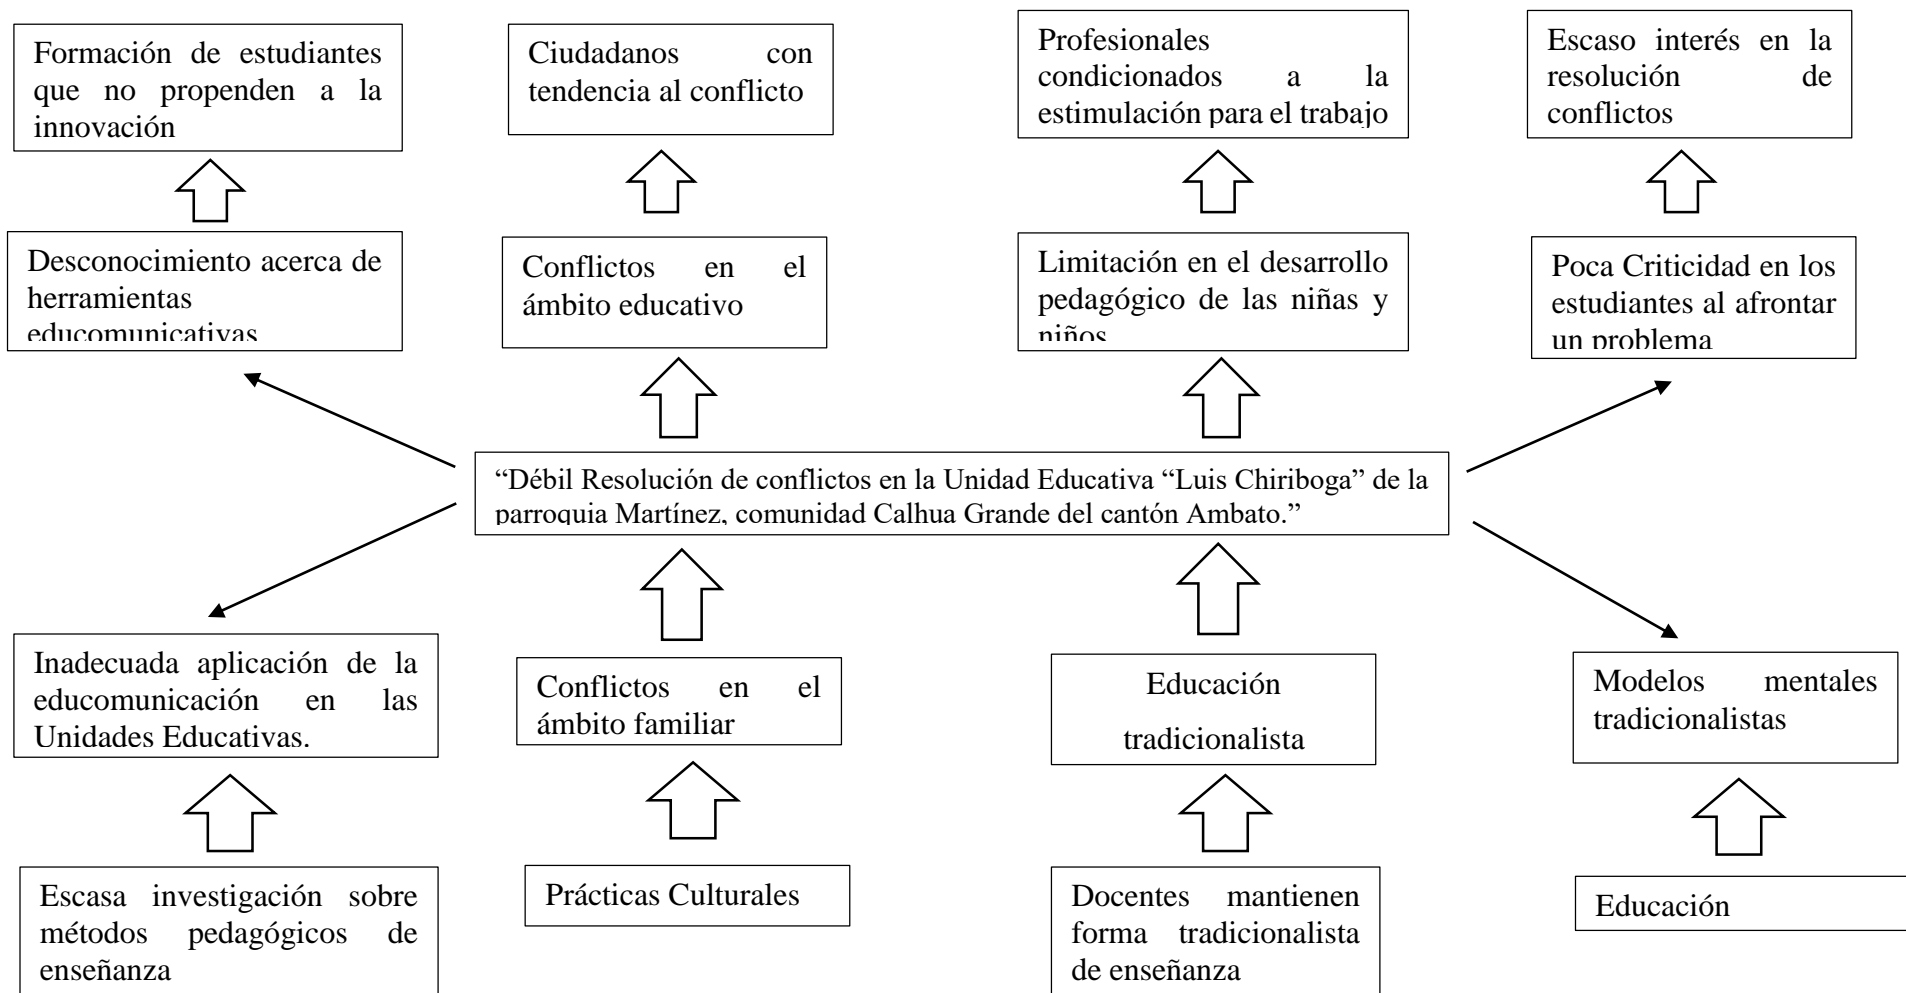 Formación de estudiantes
que no propenden a la
innovación
Ciudadanos con
tendencia al conflicto
Profesionales
condicionados a la
estimulación para el trabajo
Escaso interés en la
resolución de
conflictos
Desconocimiento acerca de
herramientas
educomunicativas
Conflictos en el
ámbito educativo
Limitación en el desarrollo
pedagógico de las niñas y
niños
Poca Criticidad en los
estudiantes al afrontar
un problema
“Débil Resolución de conflictos en la Unidad Educativa “Luis Chiriboga” de la
parroquia Martínez, comunidad Calhua Grande del cantón Ambato.”
Inadecuada aplicación de la
educomunicación en las
Unidades Educativas.
Conflictos en el
ámbito familiar
Educación
tradicionalista
Modelos mentales
tradicionalistas
Escasa investigación sobre
métodos pedagógicos de
enseñanza
Prácticas Culturales
Docentes mantienen
forma tradicionalista
de enseñanza
Educación